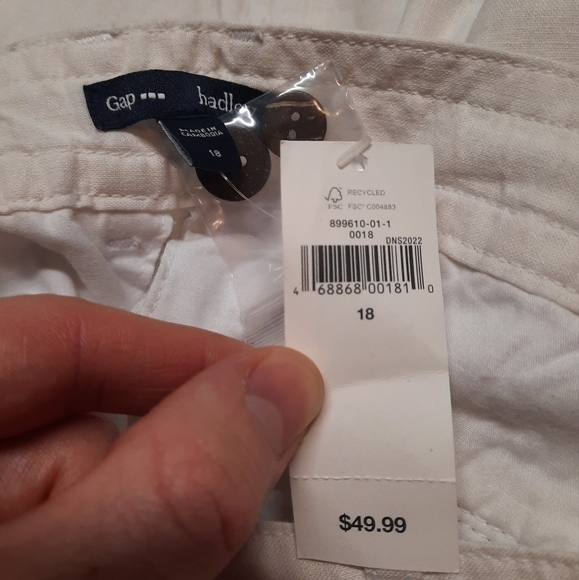 Gap hadle
MADE IN
CAMBODIA
18
FSC
RECYCLED
FSC® C004883
899610-01-1
0018
DNS2022
4 68868 00181 0
18
$49.99